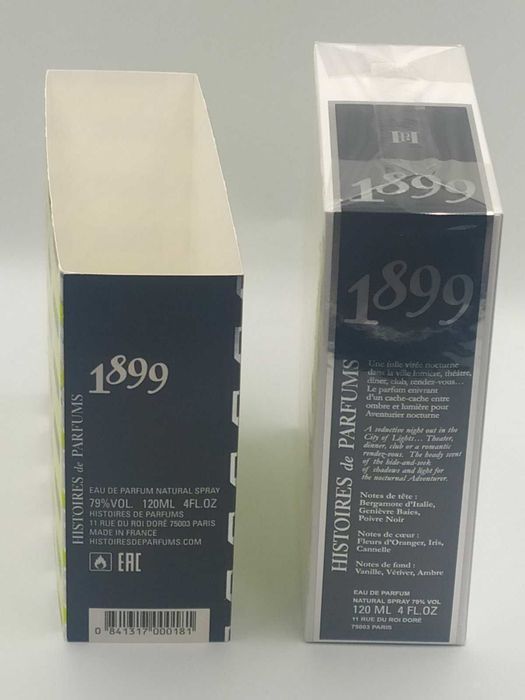 1899
HISTOIRES de PARFUMS
EAU DE PARFUM NATURAL SPRAY
79%VOL. 120ML 4FL.OZ
HISTOIRES DE PARFUMS
11 RUE DU ROI DORÉ 75003 PARIS
MADE IN FRANCE
HISTOIRESDEPARFUMS.COM
EAC
0 841317 000181
H
1899
1899
HISTOIRES de PARFUMS
Une folle virée nocturne
dans la ville lumière, théâtre,
dîner, club, rendez-vous…
Le parfum enivrant
d'un cache-cache entre
ombre et lumière pour
Aventurier nocturne
A seductive night out in the
City of Lights... Theater,
dinner, club or a romantic
rendez-vous. The heady scent
of the hide-and-seek
of shadows and light for
the nocturnal Adventurer.
Notes de tête :
Bergamote d'Italie,
Genièvre Baies,
Poivre Noir
Notes de cœur :
Fleurs d'Oranger, Iris,
Cannelle
Notes de fond :
Vanille, Vétiver, Ambre
EAU DE PARFUM
NATURAL SPRAY 79% VOL
120 ML 4 FL.OZ
11 RUE DU ROI DORÉ
75003 PARIS